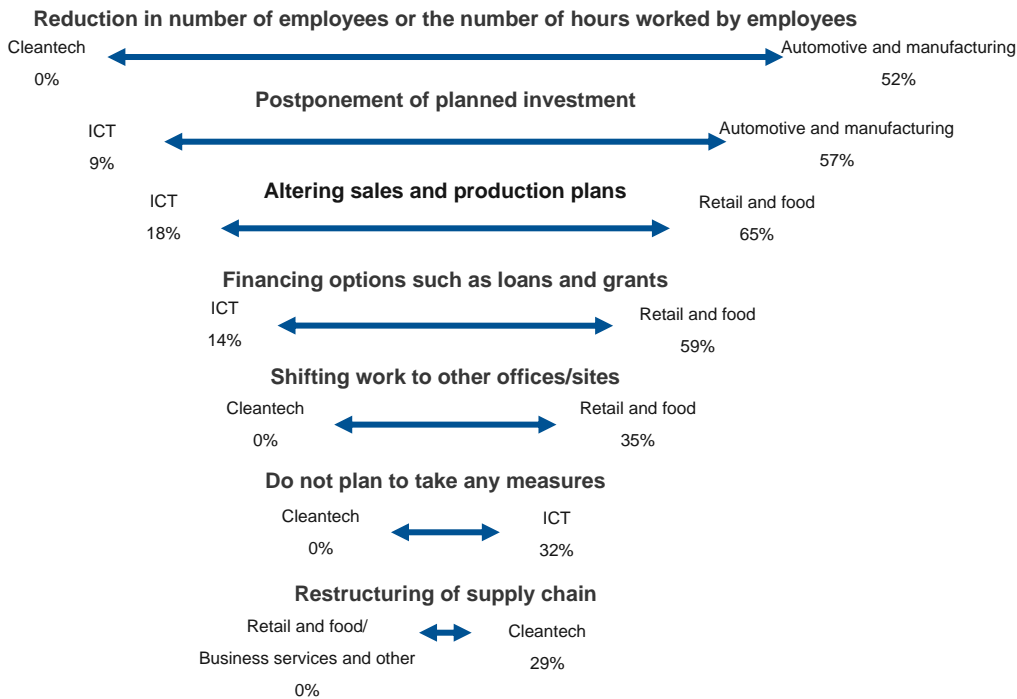 Reduction in number of employees or the number of hours worked by employees
Cleantech
0%
Automotive and manufacturing
52%
Postponement of planned investment
ICT
9%
Automotive and manufacturing
57%
Altering sales and production plans
ICT
18%
Retail and food
65%
Financing options such as loans and grants
ICT
14%
Retail and food
59%
Shifting work to other offices/sites
Cleantech
0%
Retail and food
35%
Do not plan to take any measures
Cleantech
0%
ICT
32%
Restructuring of supply chain
Retail and food/
Business services and other
0%
Cleantech
29%